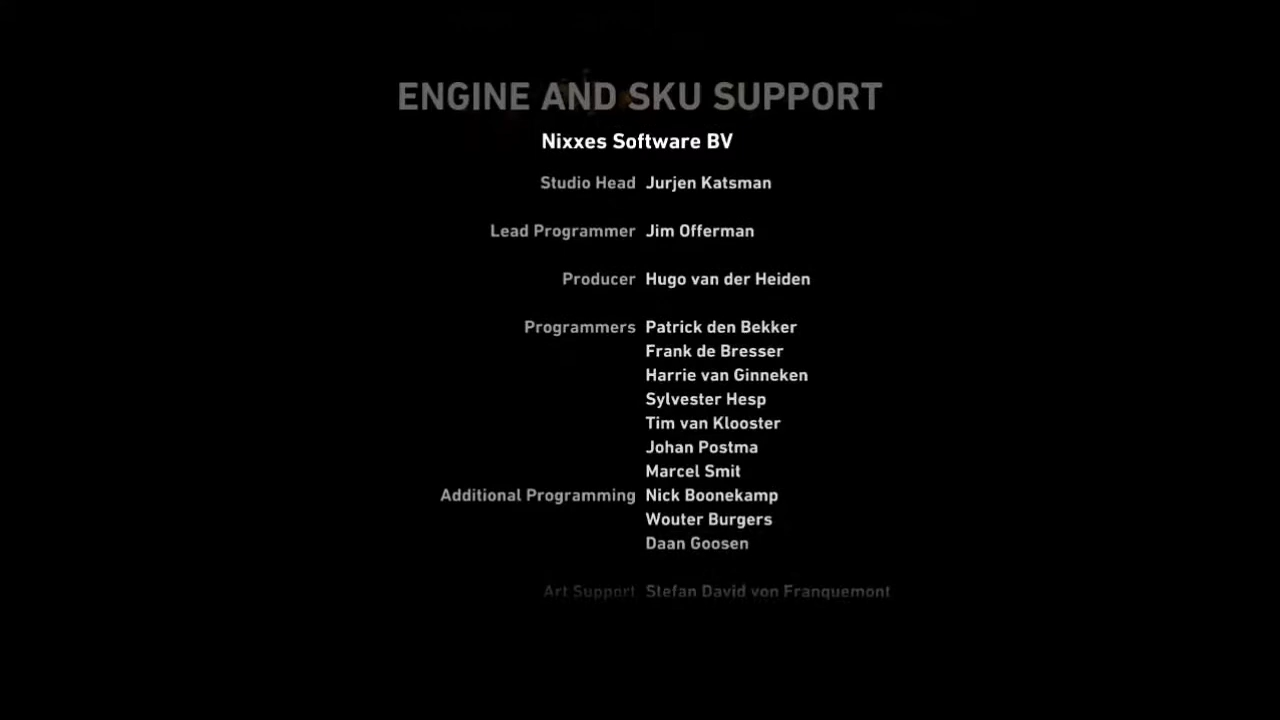 ENGINE AND SKU SUPPORT
Nixxes Software BV
Studio Head Jurjen Katsman
Lead Programmer Jim Offerman
Producer Hugo van der Heiden
Programmers Patrick den Bekker
Frank de Bresser
Harrie van Ginneken
Sylvester Hesp
Tim van Klooster
Johan Postma
Marcel Smit
Additional Programming Nick Boonekamp
Wouter Burgers
Daan Goosen
Art Support Stefan David von Franquemont